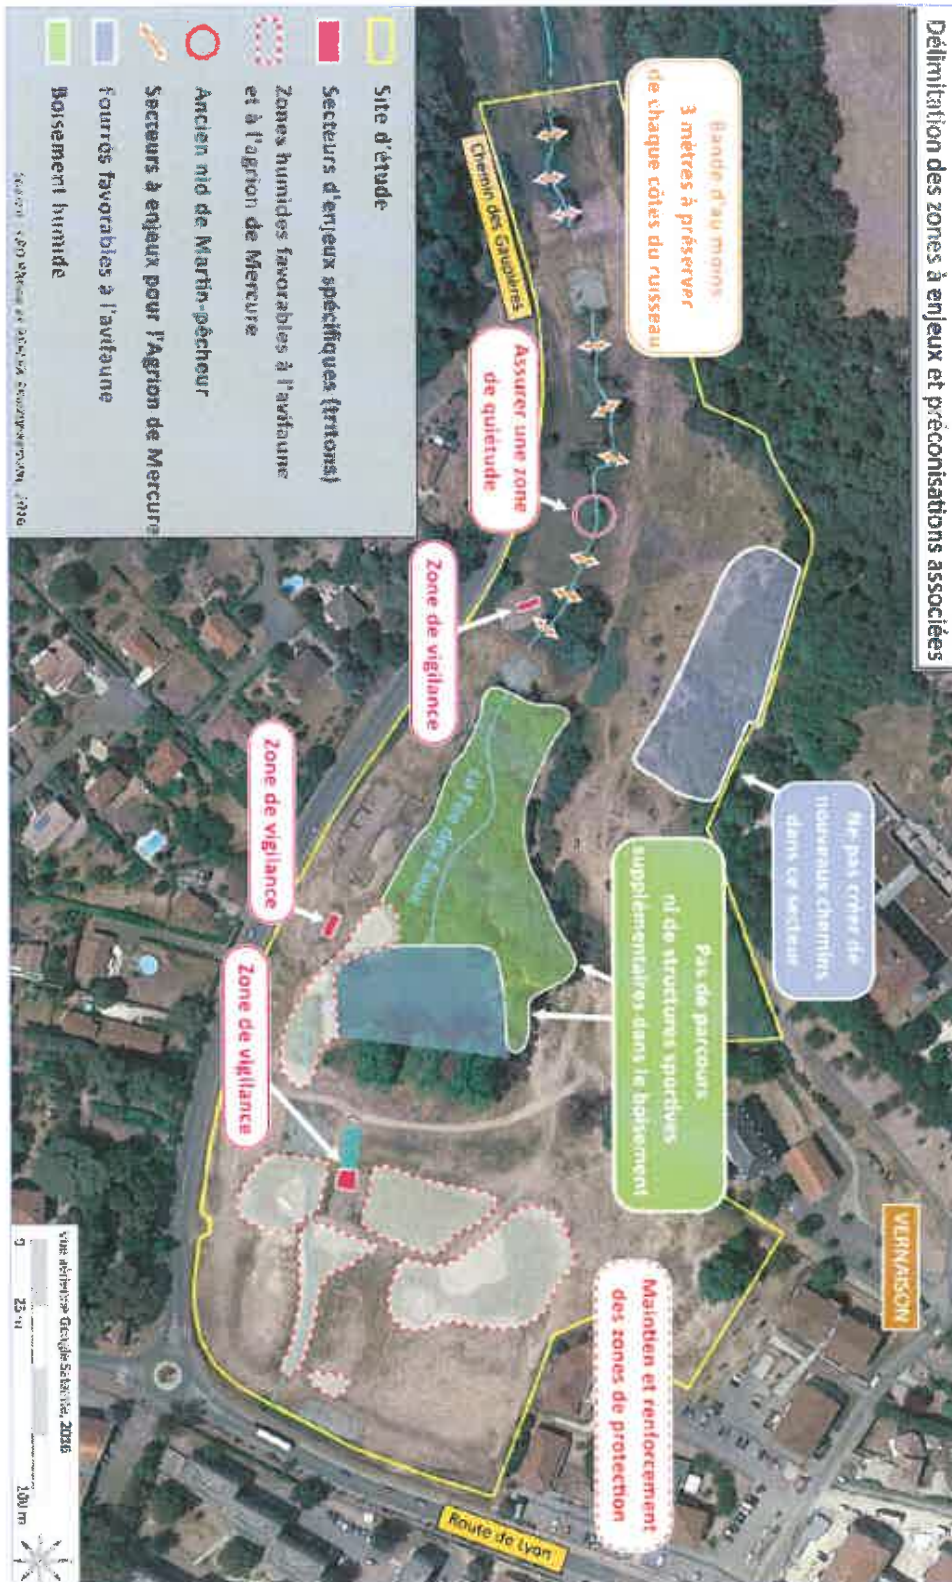 Délimitation des zones à enjeux et préconisations associées
Bande d'au moins
3 mètres à préserver
de chaque côtés du ruisseau
Ne pas créer de
nouveaux chemins
dans ce secteur
Pas de parcours
ni de structures sportives
supplémentaires dans le boisement
VERNAISON
Maintien et renforcement
des zones de protection
Chemin des Gaupières
Assurer une zone
de quiétude
Zone de vigilance
Zone de vigilance
Zone de vigilance
Route de Lyon
Site d'étude
Secteurs d'enjeux spécifiques (tritons)
Zones humides favorables à l'avifaune
et à l'agrion de Mercure
Ancien nid de Martin-pêcheur
Secteurs à enjeux pour l'Agrion de Mercure
Fourrés favorables à l'avifaune
Boisement humide
Vue aérienne Google Satellite, 2016
0 25 m 100 m